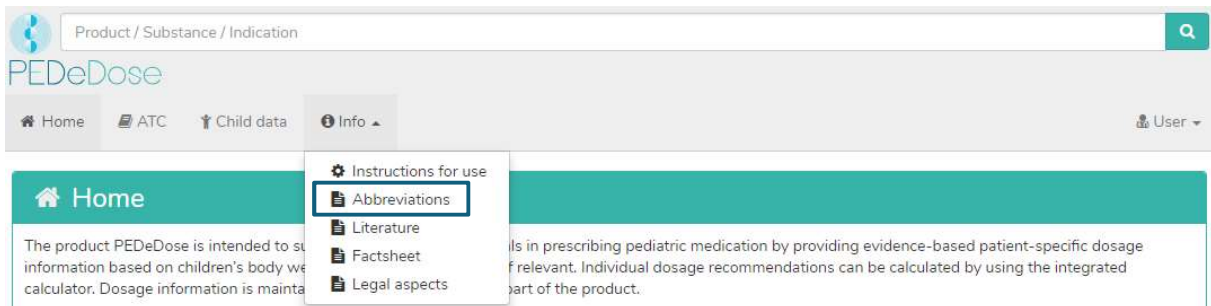 Product / Substance / Indication
PEDeDose
Home ATC Child data Info User
Instructions for use
Abbreviations
Literature
Factsheet
Legal aspects
Home
The product PEDeDose is intended to su ls in prescribing pediatric medication by providing evidence-based patient-specific dosage
information based on children's body we f relevant. Individual dosage recommendations can be calculated by using the integrated
calculator. Dosage information is mainta part of the product.